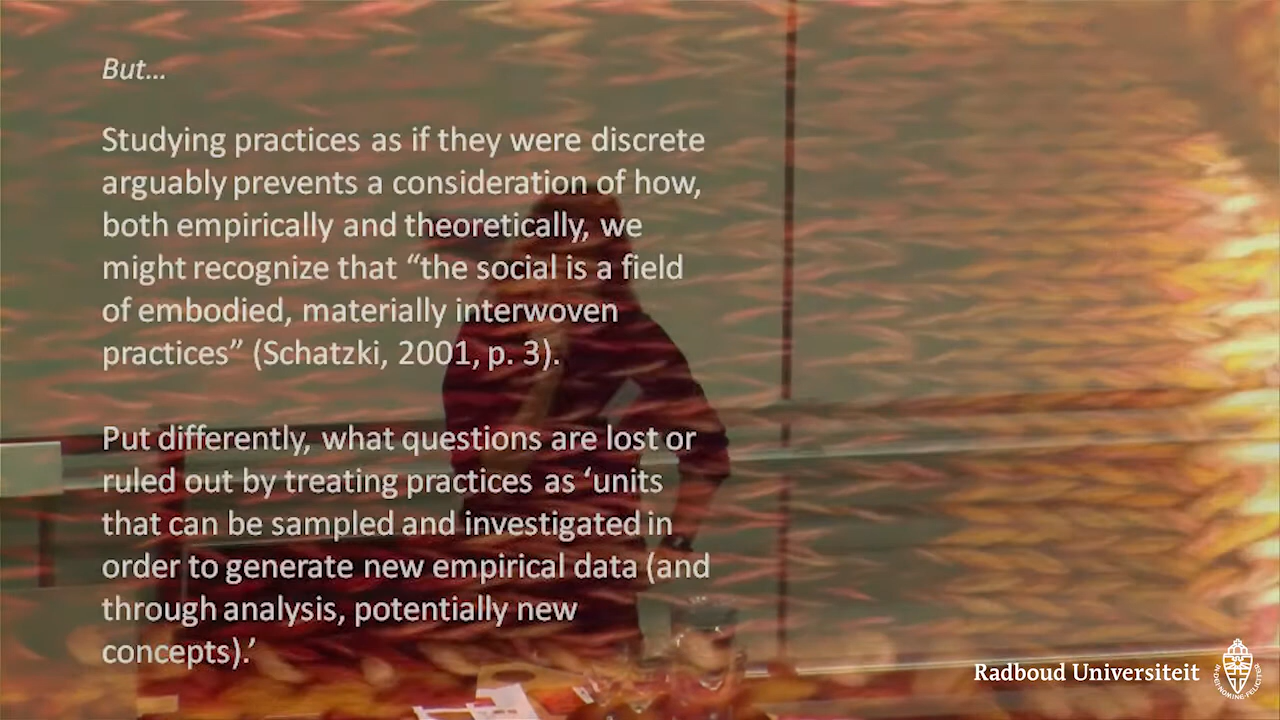 But...
Studying practices as if they were discrete
arguably prevents a consideration of how,
both empirically and theoretically, we
might recognize that “the social is a field
of embodied, materially interwoven
practices” (Schatzki, 2001, p. 3).
Put differently, what questions are lost or
ruled out by treating practices as ‘units
that can be sampled and investigated in
order to generate new empirical data (and
through analysis, potentially new
concepts).’
Radboud Universiteit